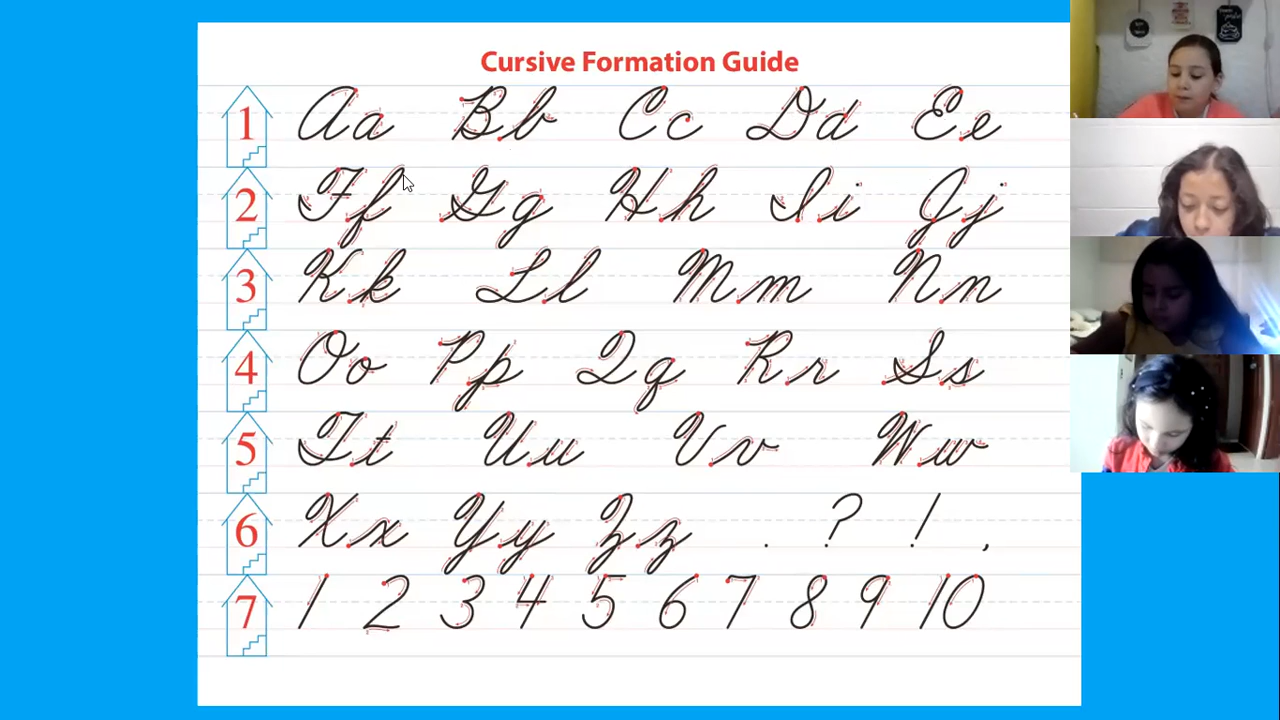 Cursive Formation Guide
1 Aa Bb Cc Dd Ee
2 Ff Gg Hh Ii Jj
3 Kk Ll Mm Nn
4 Oo Pp Qq Rr Ss
5 Tt Uu Vv Ww
6 Xx Yy Zz . ? ! ,
7 1 2 3 4 5 6 7 8 9 10